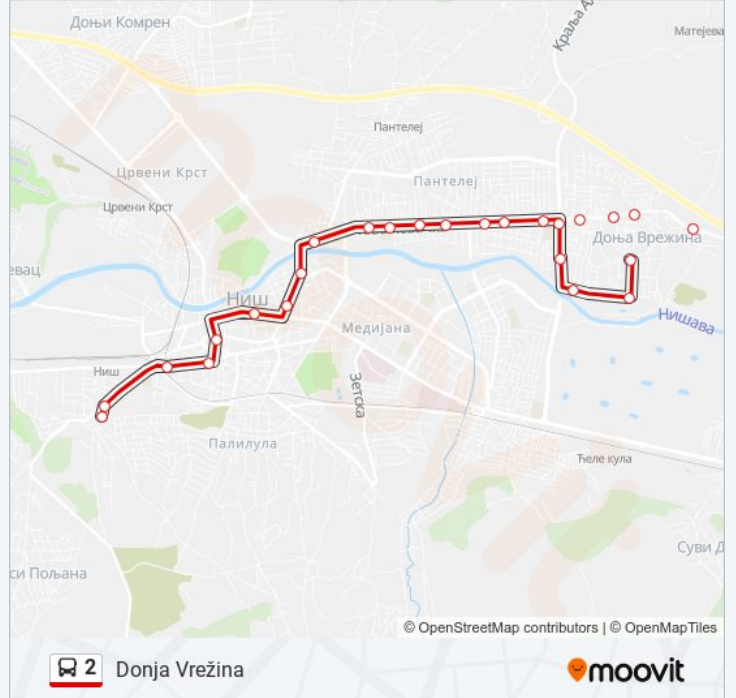 Доњи Комрен
Краља А
Матејева
Пантелеј
Црвени Крст
Пантелеј
Црвени Крст
Доња Врежина
евац
Ниш
Нишава
Медијана
Ниш
Зетска
Палилула
Ћеле кула
Суви Д
си Пољана
© OpenStreetMap contributors | © OpenMapTiles
2 Donja Vrežina
moovit